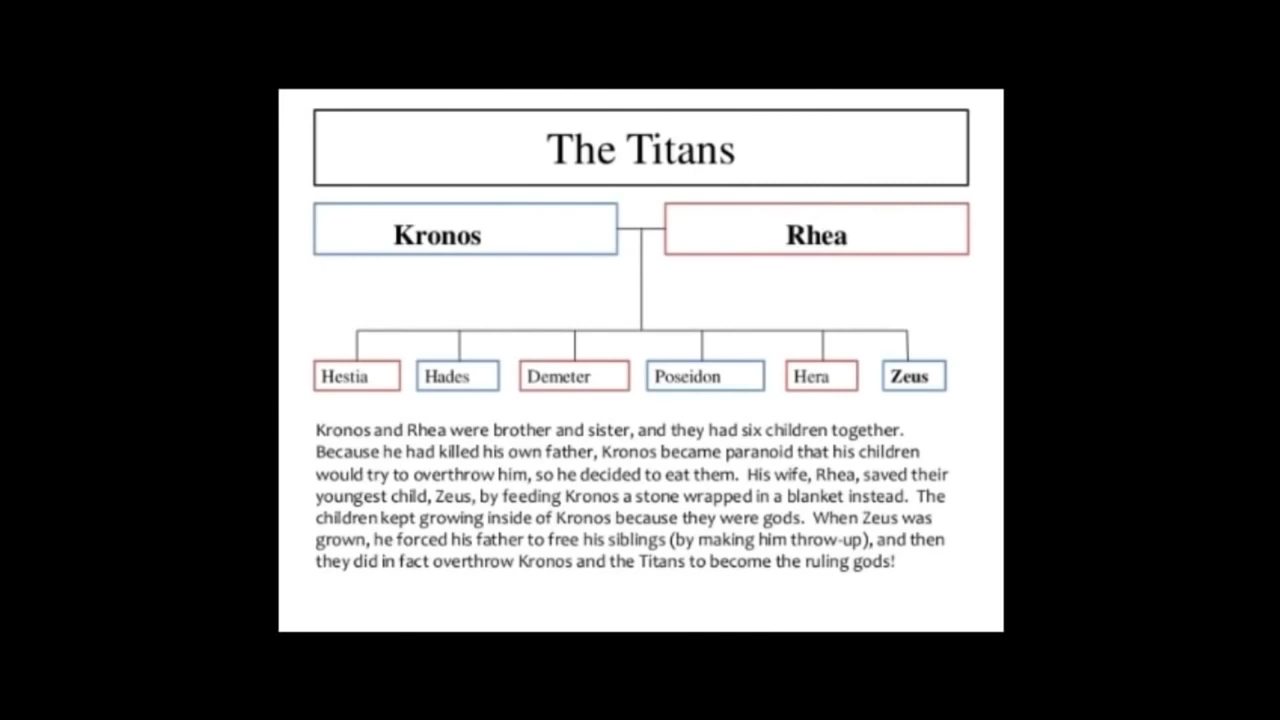 The Titans
Kronos
Rhea
Hestia
Hades
Demeter
Poseidon
Hera
Zeus
Kronos and Rhea were brother and sister, and they had six children together.
Because he had killed his own father, Kronos became paranoid that his children
would try to overthrow him, so he decided to eat them. His wife, Rhea, saved their
youngest child, Zeus, by feeding Kronos a stone wrapped in a blanket instead. The
children kept growing inside of Kronos because they were gods. When Zeus was
grown, he forced his father to free his siblings (by making him throw-up), and then
they did in fact overthrow Kronos and the Titans to become the ruling gods!